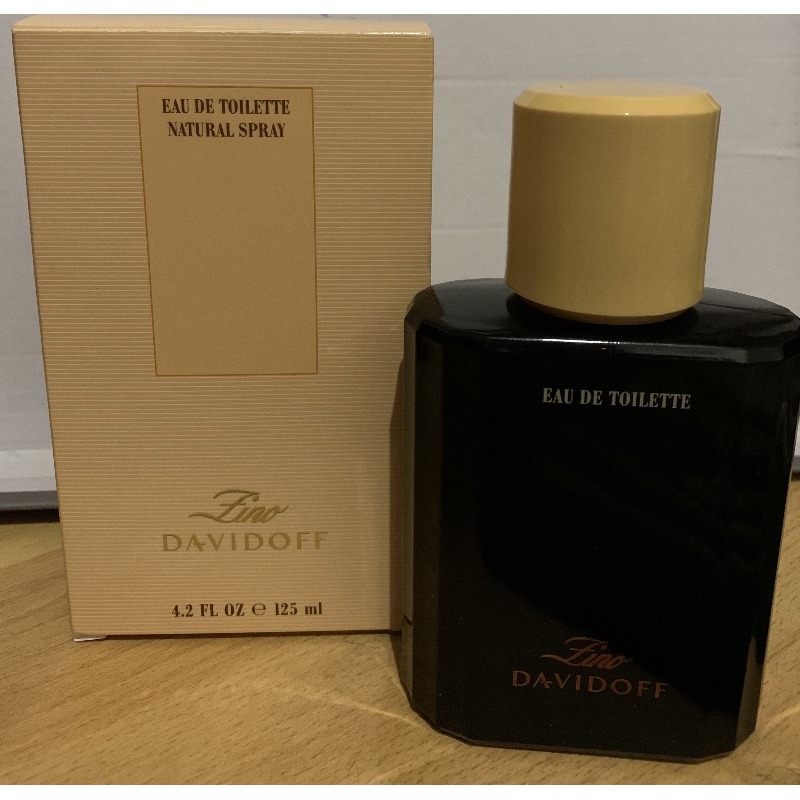 EAU DE TOILETTE
NATURAL SPRAY
Zino
DAVIDOFF
4.2 FL OZ ℮ 125 ml
EAU DE TOILETTE
Zino
DAVIDOFF